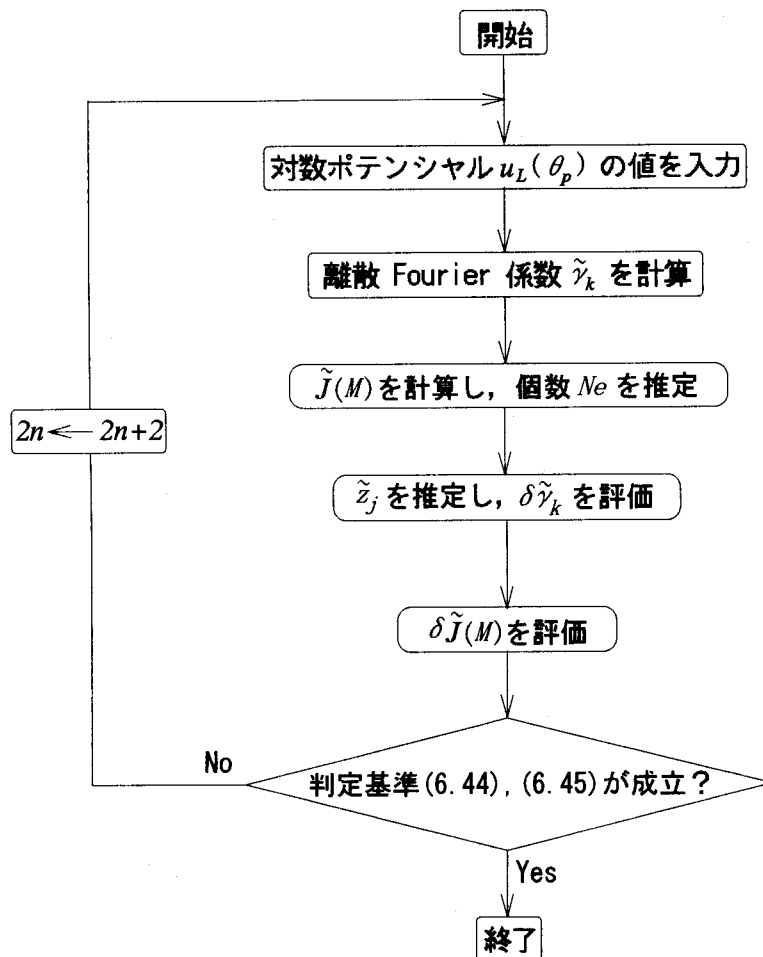 開始
対数ポテンシャル u_L(θ_p) の値を入力
離散 Fourier 係数 γ̃_k を計算
J̃(M)を計算し，個数 Ne を推定
2n ← 2n+2
z̃_j を推定し，δγ̃_k を評価
δJ̃(M)を評価
No
判定基準(6.44),(6.45)が成立？
Yes
終了